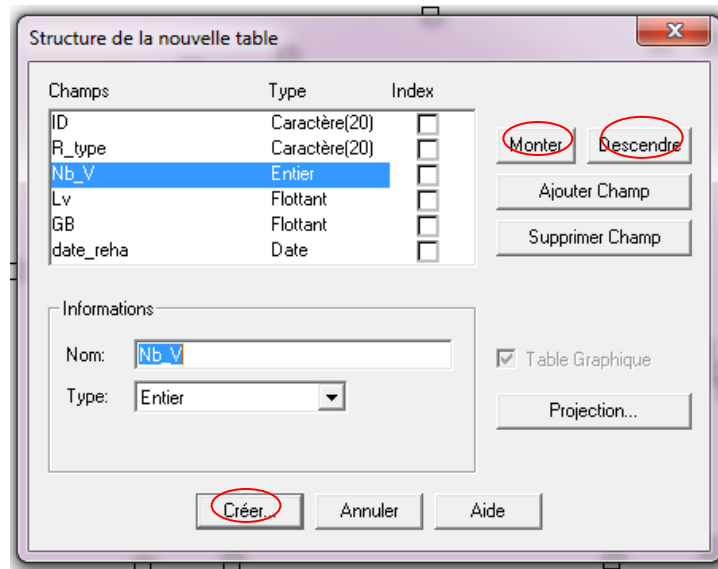 Structure de la nouvelle table
Champs Type Index
ID Caractère(20)
R_type Caractère(20)
Nb_V Entier
Lv Flottant
GB Flottant
date_reha Date
Monter Descendre
Ajouter Champ
Supprimer Champ
Informations
Nom: Nb_V
Type: Entier
Table Graphique
Projection...
Créer... Annuler Aide